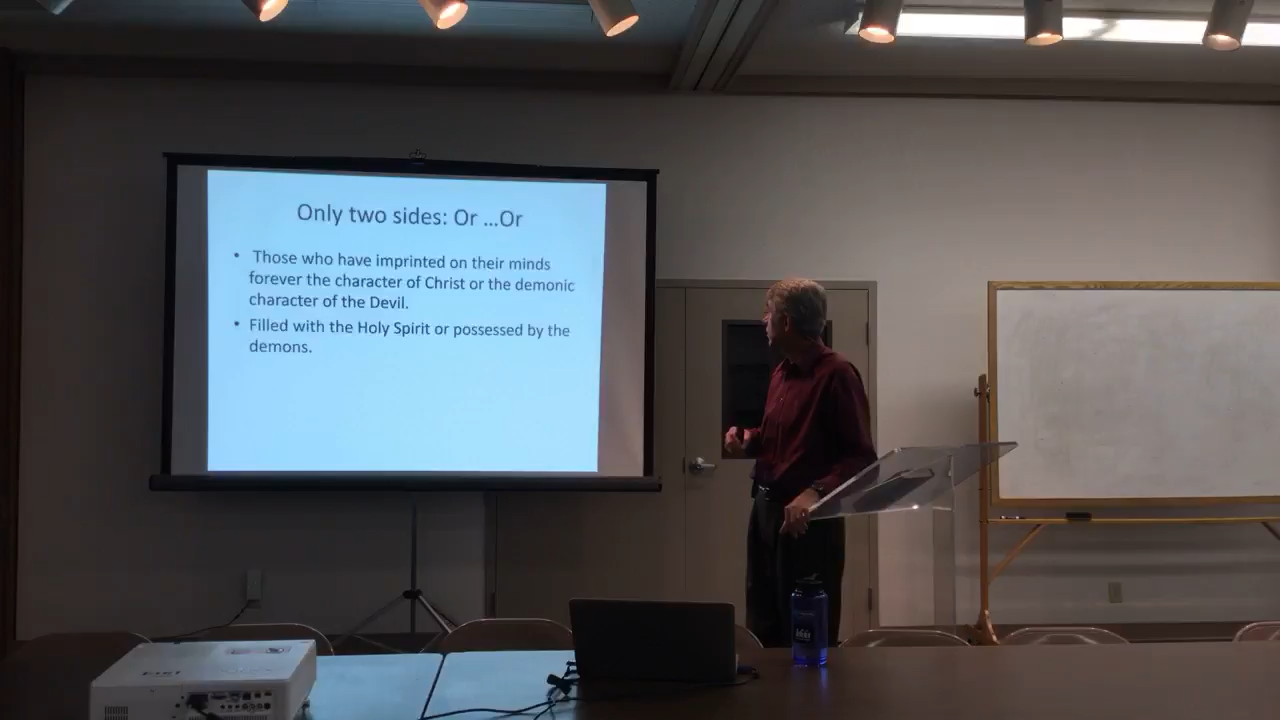 Only two sides: Or ...Or
• Those who have imprinted on their minds
forever the character of Christ or the demonic
character of the Devil.
• Filled with the Holy Spirit or possessed by the
demons.